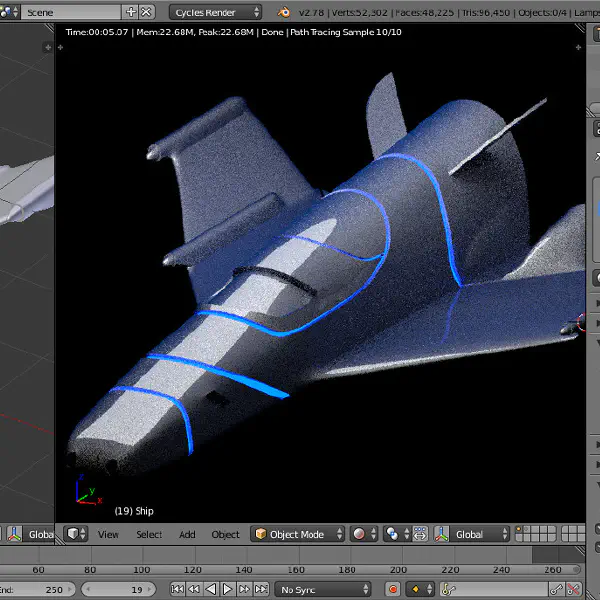 Scene Cycles Render v2.78 | Verts:52,302 | Faces:48,225 | Tris:96,450 | Objects:0/4 | Lamps
Time:00:05.07 | Mem:22.68M, Peak:22.68M | Done | Path Tracing Sample 10/10
z
y
x
(19) Ship
Globa View Select Add Object Object Mode Global
60 80 100 120 140 160 180 200 220 240 260
End: 250 19 No Sync